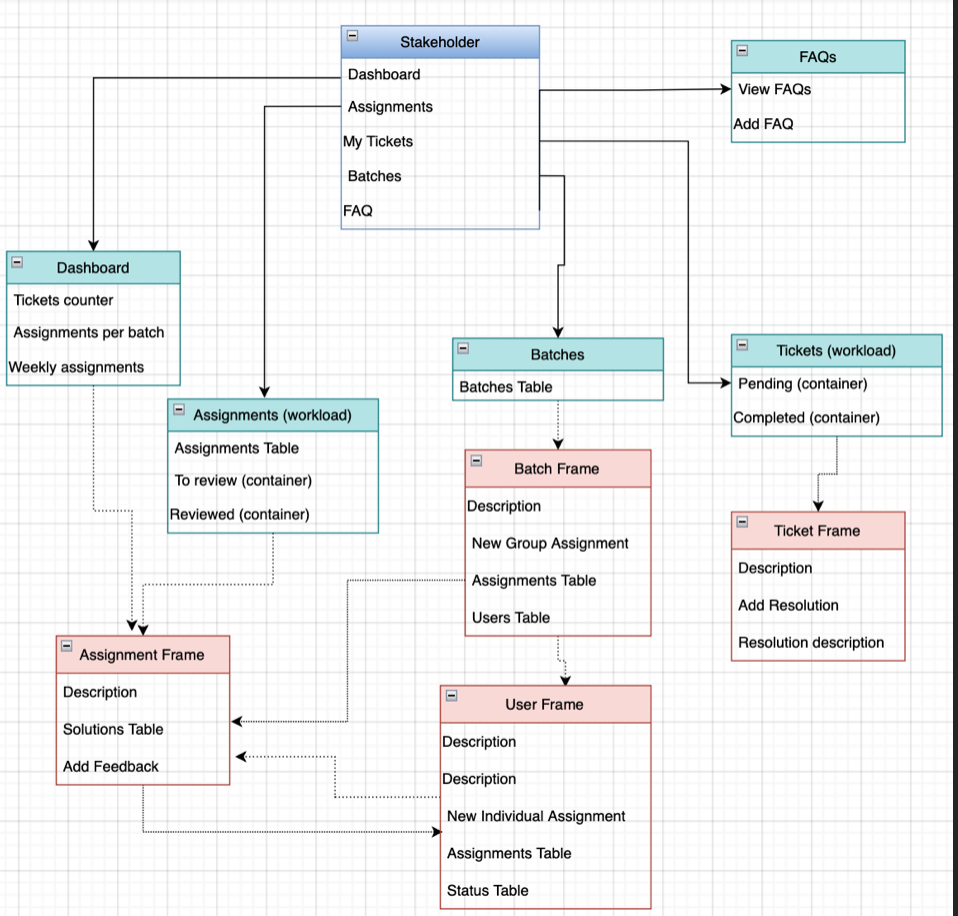 Stakeholder
Dashboard
Assignments
My Tickets
Batches
FAQ
FAQs
View FAQs
Add FAQ
Dashboard
Tickets counter
Assignments per batch
Weekly assignments
Assignments (workload)
Assignments Table
To review (container)
Reviewed (container)
Batches
Batches Table
Tickets (workload)
Pending (container)
Completed (container)
Batch Frame
Description
New Group Assignment
Assignments Table
Users Table
Ticket Frame
Description
Add Resolution
Resolution description
Assignment Frame
Description
Solutions Table
Add Feedback
User Frame
Description
Description
New Individual Assignment
Assignments Table
Status Table